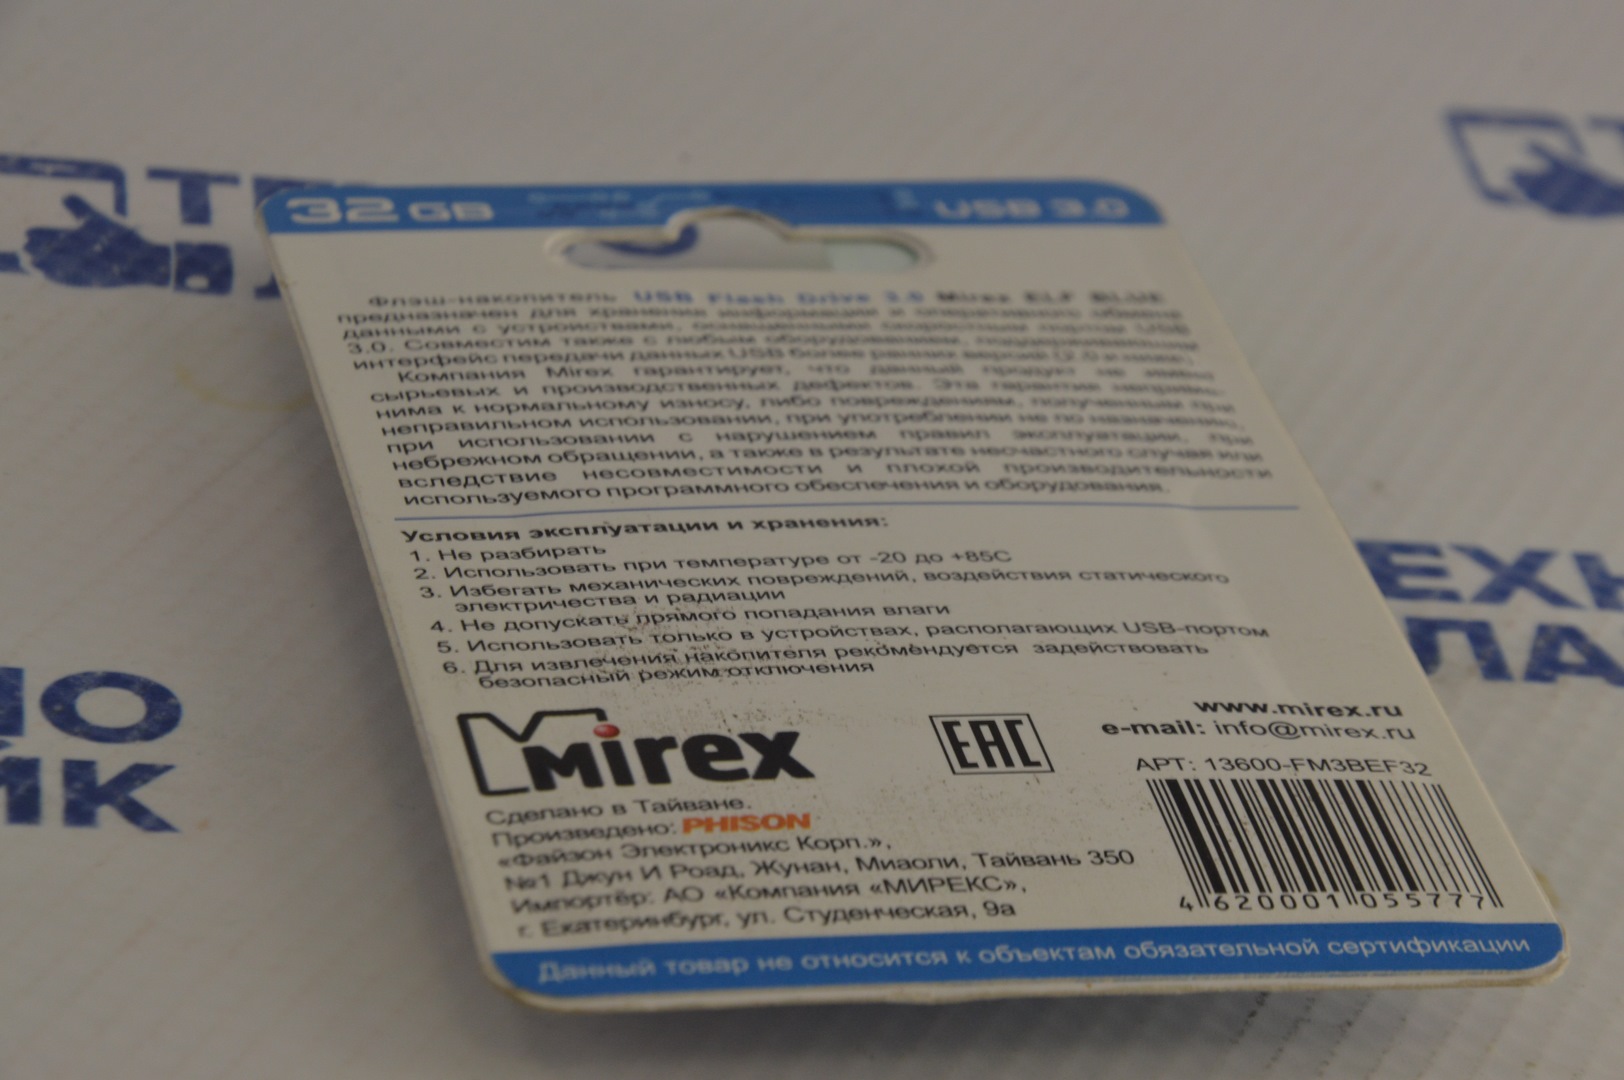 32 GB USB 3.0
Флэш-накопитель USB Flash Drive 3.0 Mirex ELF BLUE
предназначен для хранения информации и оперативного обмена
данными с устройствами, оснащенными скоростным портом USB
3.0. Совместим также с любым оборудованием, поддерживающим
интерфейс передачи данных USB более ранних версий (2.0 и ниже).
Компания Mirex гарантирует, что данный продукт не имеет
сырьевых и производственных дефектов. Эта гарантия неприме-
нима к нормальному износу, либо повреждениям, полученным при
неправильном использовании, при употреблении не по назначению,
при использовании с нарушением правил эксплуатации, при
небрежном обращении, а также в результате несчастного случая или
вследствие несовместимости и плохой производительности
используемого программного обеспечения и оборудования.
Условия эксплуатации и хранения:
1. Не разбирать
2. Использовать при температуре от -20 до +85C
3. Избегать механических повреждений, воздействия статического
электричества и радиации
4. Не допускать прямого попадания влаги
5. Использовать только в устройствах, располагающих USB-портом
6. Для извлечения накопителя рекомендуется задействовать
безопасный режим отключения
www.mirex.ru
e-mail: info@mirex.ru
Mirex
EAC
АРТ: 13600-FM3BEF32
Сделано в Тайване.
Произведено: PHISON
«Файзон Электроникс Корп.»,
№1 Джун И Роад, Жунан, Миаоли, Тайвань 350
Импортёр: АО «Компания «МИРЕКС»,
г. Екатеринбург, ул. Студенческая, 9а
4 620001 055777
Данный товар не относится к объектам обязательной сертификации